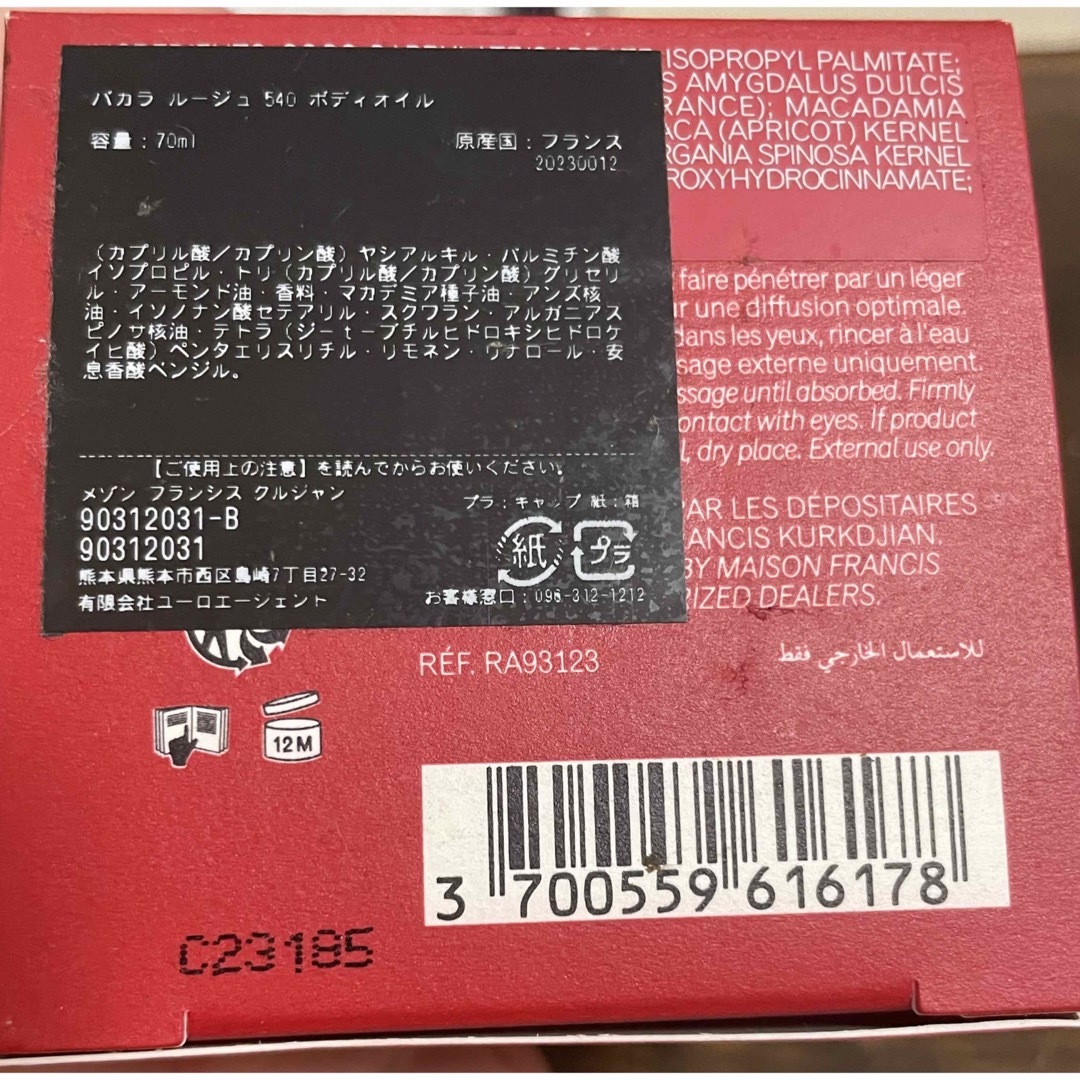 バカラ ルージュ 540 ボディオイル
容量：70ml
原産国：フランス
20230012
（カプリル酸／カプリン酸）ヤシアルキル・パルミチン酸
イソプロピル・トリ（カプリル酸／カプリン酸）グリセリ
ル・アーモンド油・香料・マカデミア種子油・アンズ核
油・イソノナン酸セテアリル・スクワラン・アルガニアス
ピノサ核油・テトラ（ジーｔーブチルヒドロキシヒドロケ
イヒ酸）ペンタエリスリチル・リモネン・リナロール・安
息香酸ベンジル。
【ご使用上の注意】を読んでからお使いください。
メゾン フランシス クルジャン
90312031-B
90312031
熊本県熊本市西区島崎7丁目27-32
有限会社ユーロエージェント
プラ：キャップ 紙：箱
紙 プラ
お客様窓口：096-312-1212
ISOPROPYL PALMITATE;
AMYGDALUS DULCIS
MACADAMIA
(APRICOT) KERNEL
SPINOSA KERNEL
faire pénétrer par un léger
une diffusion optimale.
dans les yeux, rincer à l'eau
externe uniquement.
until absorbed. Firmly
contact with eyes. If product
dry place. External use only.
PAR LES DÉPOSITAIRES
FRANCIS KURKDJIAN.
BY MAISON FRANCIS
DEALERS.
RÉF. RA93123
للاستعمال الخارجي فقط
12M
3 700559 616178
C23185